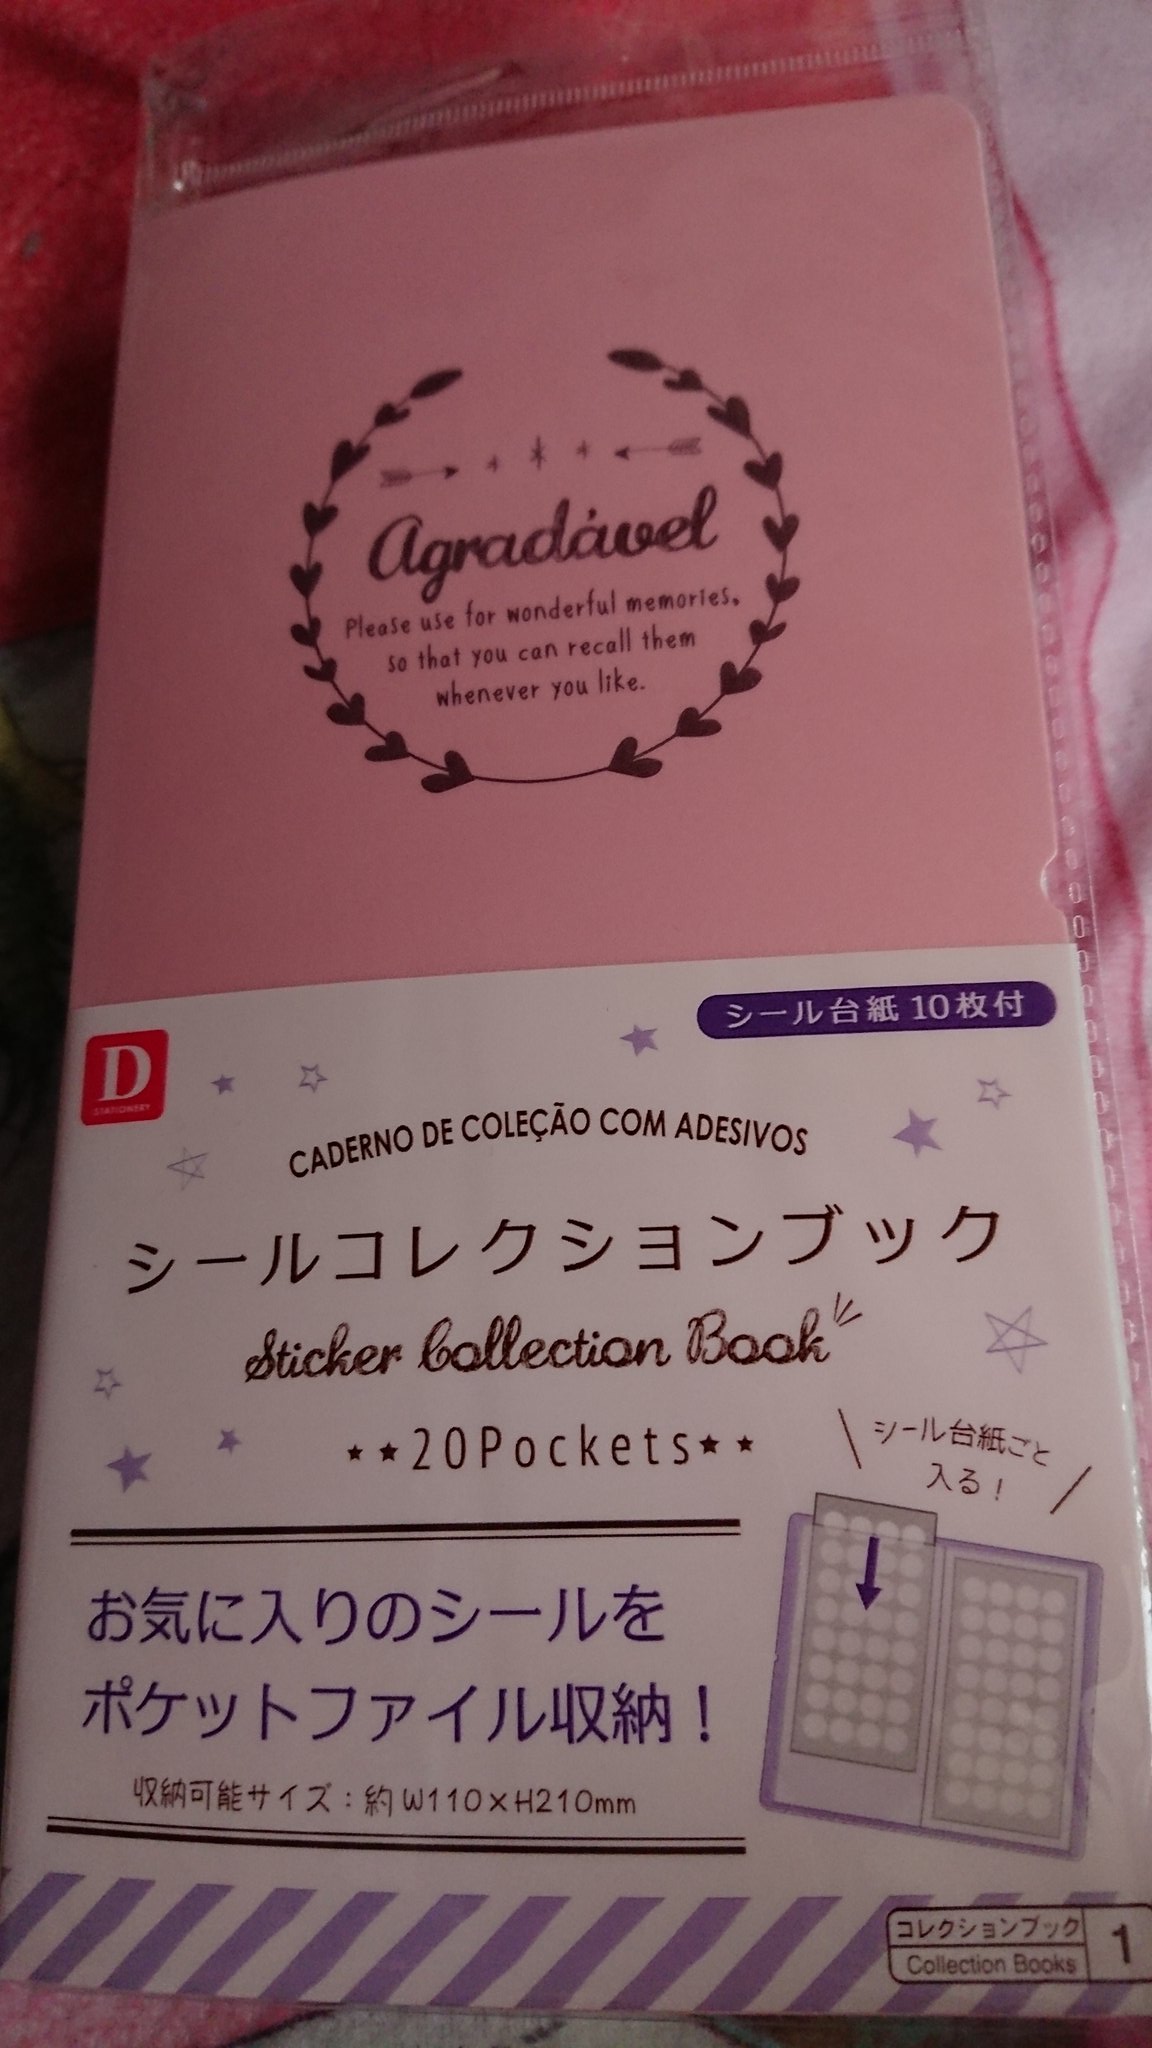 Agradável
Please use for wonderful memories,
so that you can recall them
whenever you like.
シール台紙10枚付
D
STATIONERY
CADERNO DE COLEÇÃO COM ADESIVOS
シールコレクションブック
Sticker Collection Book
★★20Pockets★★
シール台紙ごと
入る！
お気に入りのシールを
ポケットファイル収納！
収納可能サイズ：約W110×H210mm
コレクションブック
Collection Books
1